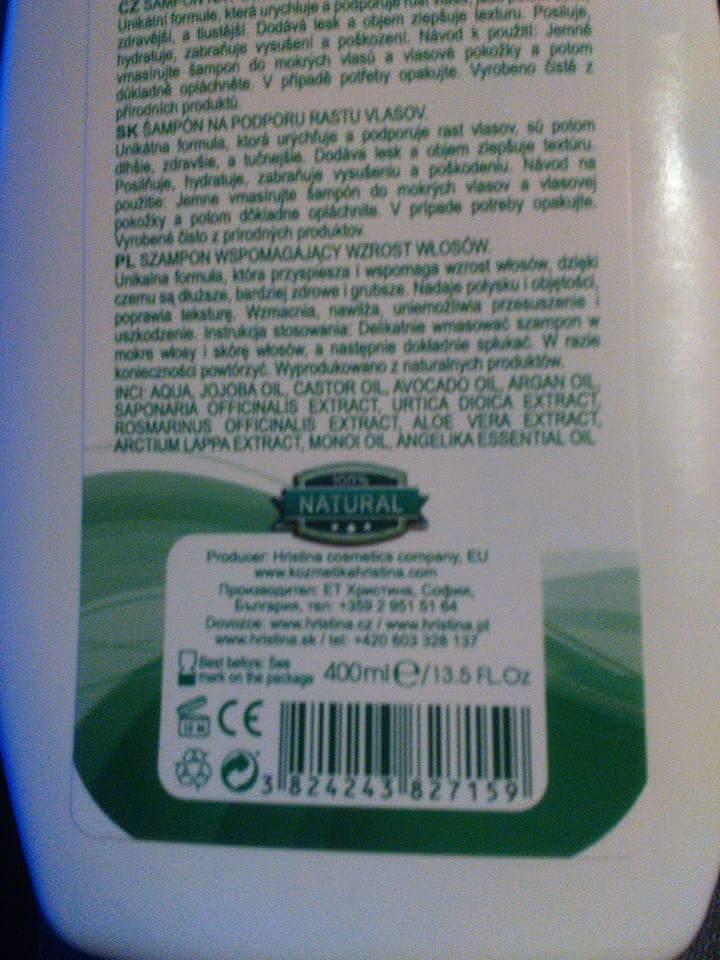 CZ ŠAMPON NA
Unikátní formule, která urychluje a podporuje rast
zdravější, a tlustější. Dodává lesk a objem zlepšuje texturu. Posiluje,
hydratuje, zabraňuje vysušení a poškození. Návod k použití: Jemně
vmasírujte šampon do mokrých vlasů a vlasové pokožky a potom
důkladně opláchněte. V případě potřeby opakujte. Vyrobeno čistě z
přírodních produktů.
SK ŠAMPÓN NA PODPORU RASTU VLASOV.
Unikátna formula, ktorá urýchľuje a podporuje rast vlasov, sú potom
dlhšie, zdravšie, a tučnejšie. Dodáva lesk a objem zlepšuje textúru.
Posilňuje, hydratuje, zabraňuje vysušeniu a poškodeniu. Návod na
použitie: Jemne vmasírujte šampón do mokrých vlasov a vlasovej
pokožky a potom dôkladne opláchnite. V prípade potreby opakujte.
Vyrobené čisto z prírodných produktov.
PL SZAMPON WSPOMAGAJĄCY WZROST WŁOSÓW.
Unikalna formuła, która przyspiesza i wspomaga wzrost włosów, dzięki
czemu są dłuższe, bardziej zdrowe i grubsze. Nadaje połysku i objętości,
poprawia teksturę. Wzmacnia, nawilża, uniemożliwia przesuszenie i
uszkodzenie. Instrukcja stosowania: Delikatnie wmasować szampon w
mokre włosy i skórę włosów, a następnie dokładnie spłukać. W razie
konieczności powtórzyć. Wyprodukowano z naturalnych produktów.
INCI: AQUA, JOJOBA OIL, CASTOR OIL, AVOCADO OIL, ARGAN OIL,
SAPONARIA OFFICINALIS EXTRACT, URTICA DIOICA EXTRACT,
ROSMARINUS OFFICINALIS EXTRACT, ALOE VERA EXTRACT,
ARCTIUM LAPPA EXTRACT, MONOI OIL, ANGELIKA ESSENTIAL OIL
100%
NATURAL
Producer: Hristina cosmetics company, EU
www.kozmetikahristina.com
Производител: ЕТ Христина, София,
България, тел: +359 2 951 51 64
Dovozce: www.hristina.cz / www.hristina.pl
www.hristina.sk / tel: +420 603 328 137
Best before: See
mark on the package
400ml e/13.5 FL.Oz
CE
3 824243 827159